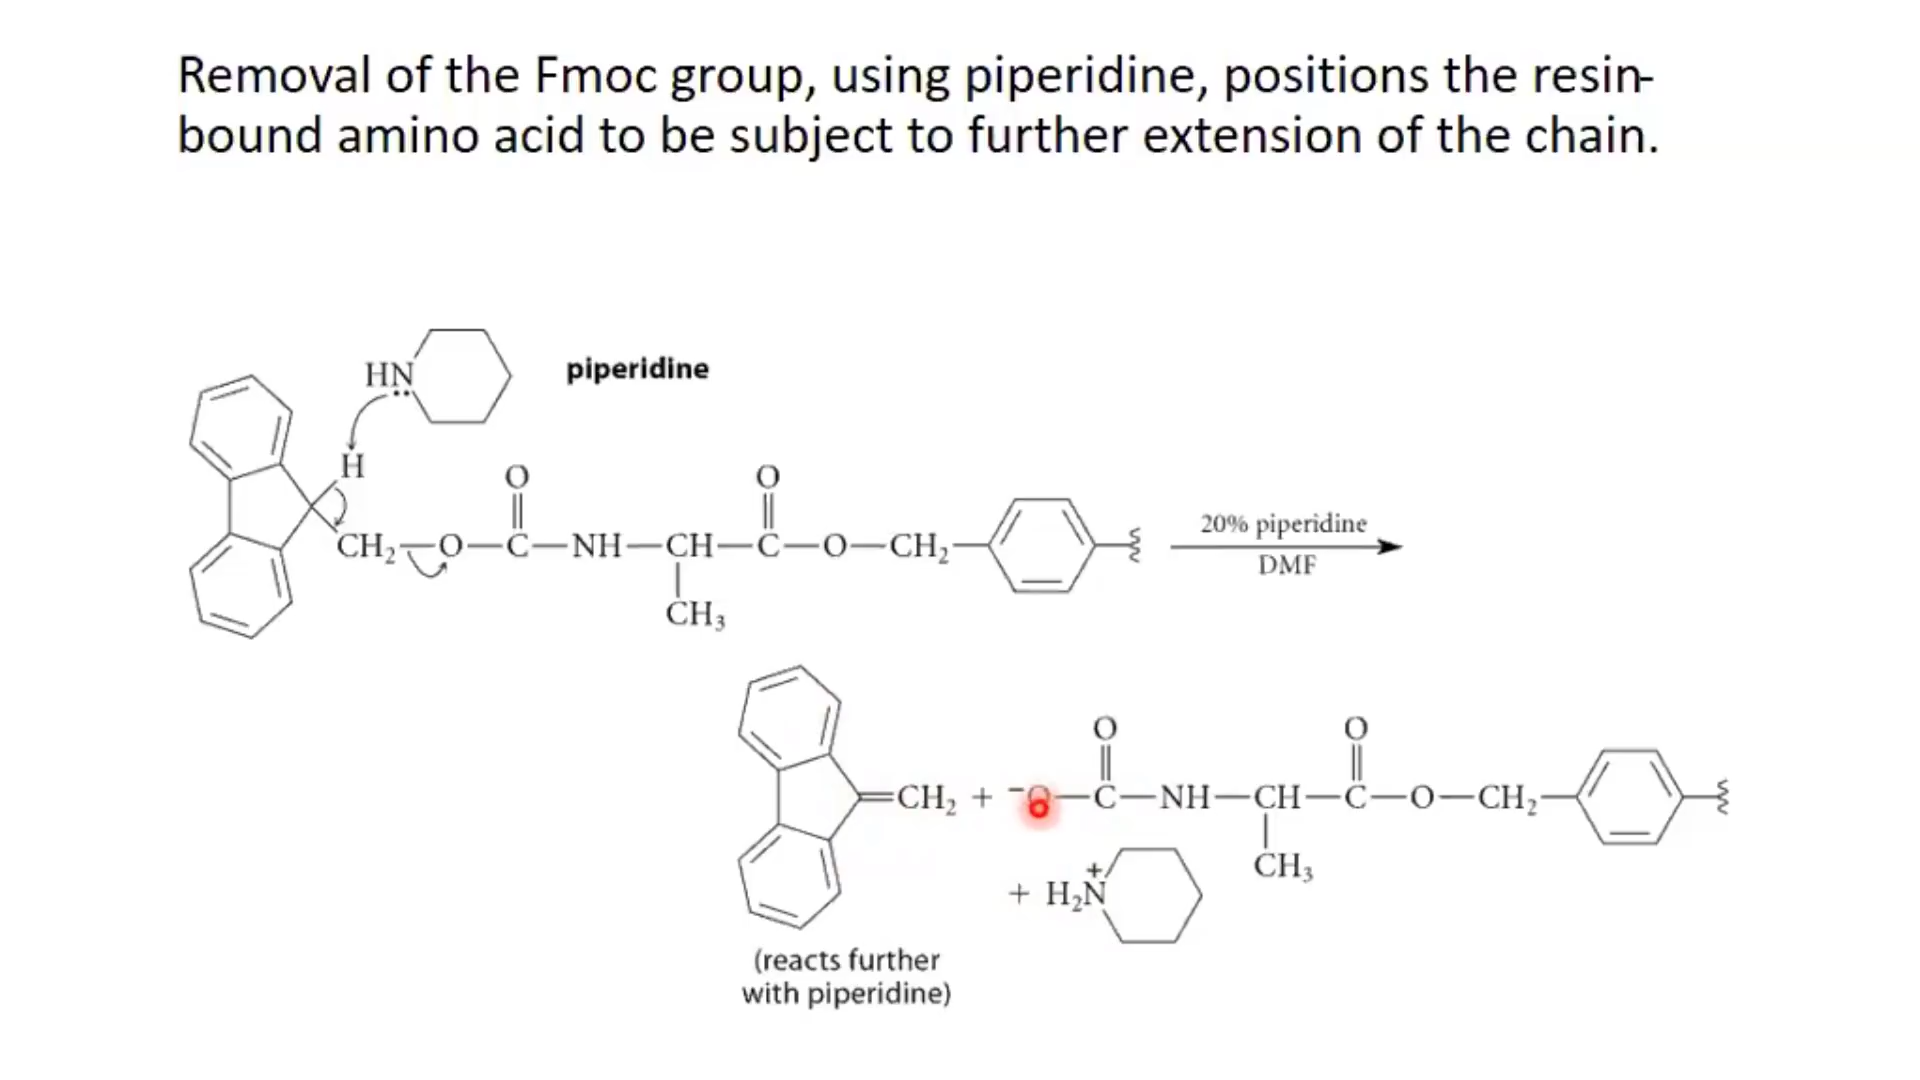 Removal of the Fmoc group, using piperidine, positions the resin-
bound amino acid to be subject to further extension of the chain.
HN
piperidine
H
O O
CH₂—O—C—NH—CH—C—O—CH₂
CH₃
20% piperidine
DMF
O O
=CH₂ + ⁻O—C—NH—CH—C—O—CH₂
CH₃
+ H₂N⁺
(reacts further
with piperidine)